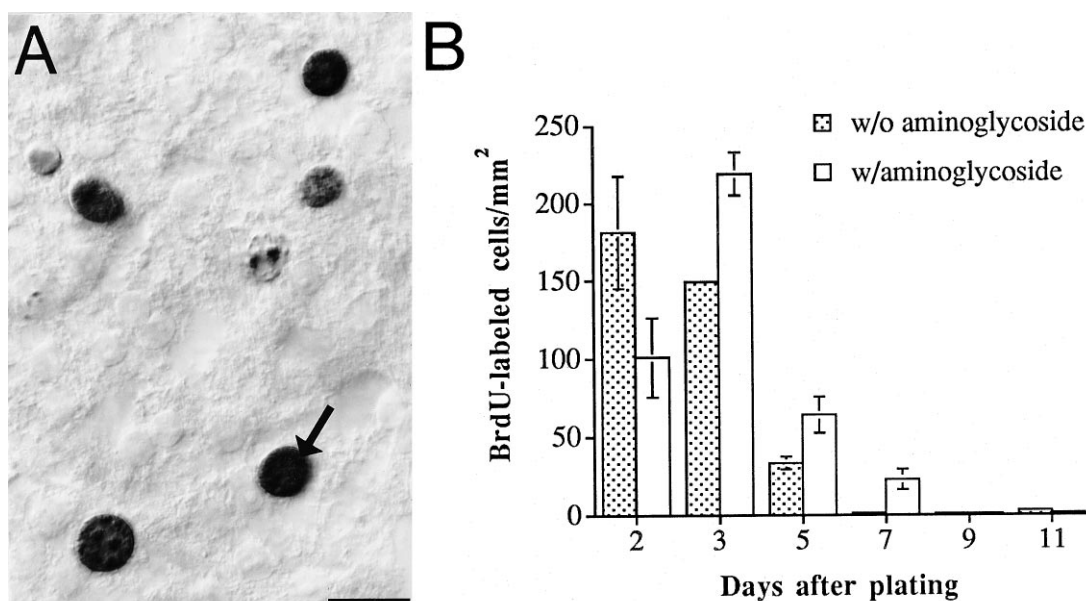 A
B
w/o aminoglycoside
w/aminoglycoside
BrdU-labeled cells/mm2
250
200
150
100
50
0
2 3 5 7 9 11
Days after plating